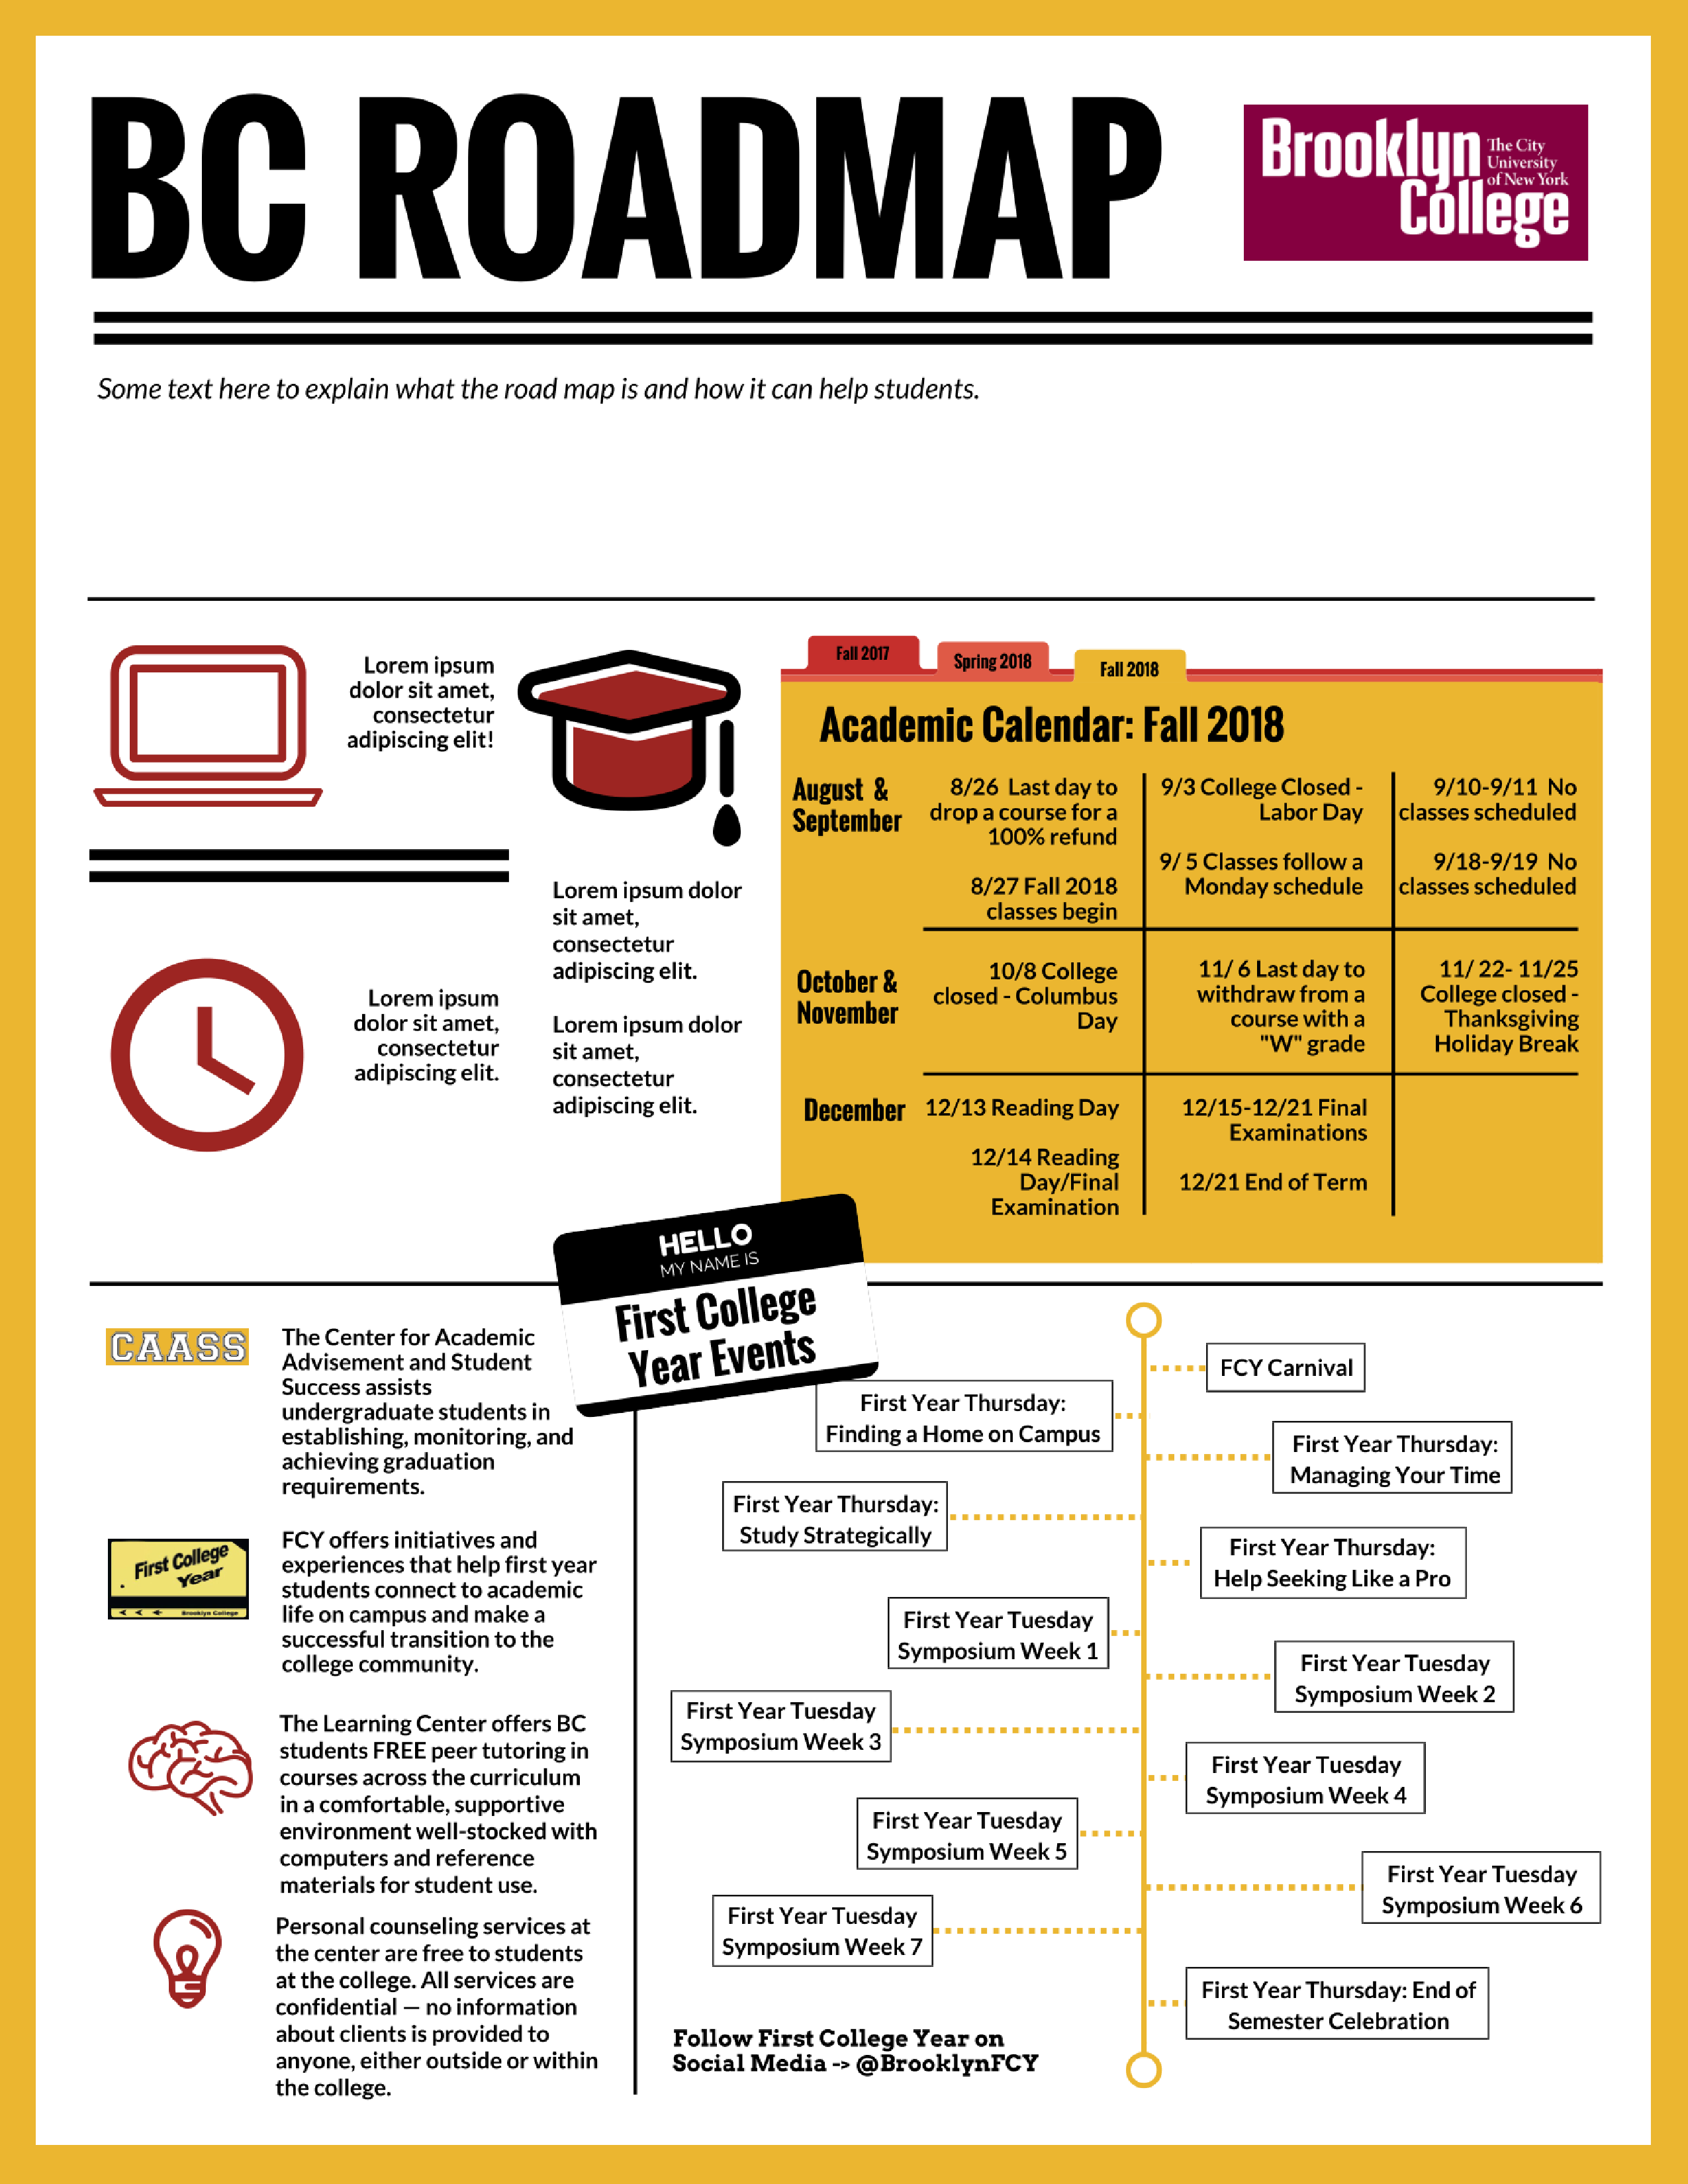 BC ROADMAP
Brooklyn
College
The City
University
of New York
Some text here to explain what the road map is and how it can help students.
Lorem ipsum
dolor sit amet,
consectetur
adipiscing elit!
Lorem ipsum
dolor sit amet,
consectetur
adipiscing elit.
Lorem ipsum dolor
sit amet,
consectetur
adipiscing elit.
Lorem ipsum dolor
sit amet,
consectetur
adipiscing elit.
Fall 2017
Spring 2018
Fall 2018
Academic Calendar: Fall 2018
August &
September
8/26 Last day to
drop a course for a
100% refund
8/27 Fall 2018
classes begin
9/3 College Closed -
Labor Day
9/ 5 Classes follow a
Monday schedule
9/10-9/11 No
classes scheduled
9/18-9/19 No
classes scheduled
October &
November
10/8 College
closed - Columbus
Day
11/ 6 Last day to
withdraw from a
course with a
"W" grade
11/ 22- 11/25
College closed -
Thanksgiving
Holiday Break
December
12/13 Reading Day
12/14 Reading
Day/Final
Examination
12/15-12/21 Final
Examinations
12/21 End of Term
HELLO
MY NAME IS
First College
Year Events
CAASS
The Center for Academic
Advisement and Student
Success assists
undergraduate students in
establishing, monitoring, and
achieving graduation
requirements.
First College
Year
Brooklyn College
FCY offers initiatives and
experiences that help first year
students connect to academic
life on campus and make a
successful transition to the
college community.
The Learning Center offers BC
students FREE peer tutoring in
courses across the curriculum
in a comfortable, supportive
environment well-stocked with
computers and reference
materials for student use.
Personal counseling services at
the center are free to students
at the college. All services are
confidential — no information
about clients is provided to
anyone, either outside or within
the college.
FCY Carnival
First Year Thursday:
Finding a Home on Campus
First Year Thursday:
Managing Your Time
First Year Thursday:
Study Strategically
First Year Thursday:
Help Seeking Like a Pro
First Year Tuesday
Symposium Week 1
First Year Tuesday
Symposium Week 2
First Year Tuesday
Symposium Week 3
First Year Tuesday
Symposium Week 4
First Year Tuesday
Symposium Week 5
First Year Tuesday
Symposium Week 6
First Year Tuesday
Symposium Week 7
First Year Thursday: End of
Semester Celebration
Follow First College Year on
Social Media -> @BrooklynFCY